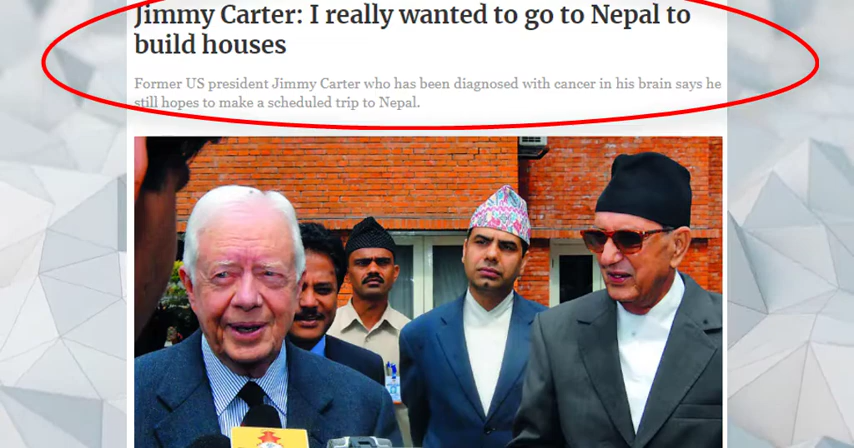 Jimmy Carter: I really wanted to go to Nepal to
build houses
Former US president Jimmy Carter who has been diagnosed with cancer in his brain says he
still hopes to make a scheduled trip to Nepal.